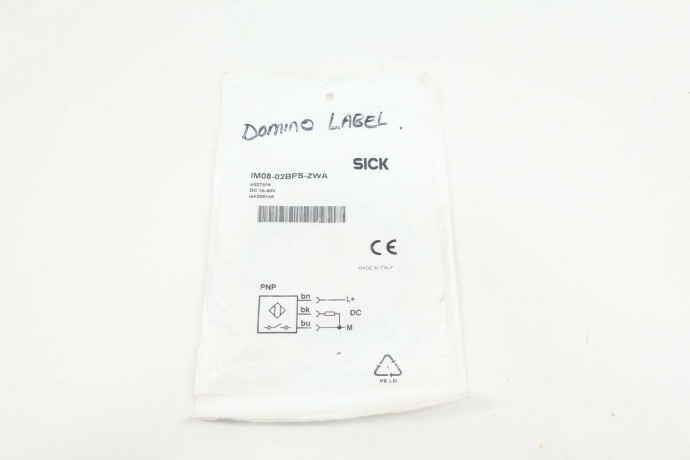 DOMINO LABEL.
SICK
IM08-02BPS-ZWA
DC 10-30V
CE
MADE IN ITALY
PNP
bn L+
bk DC
bu M
PE-LD